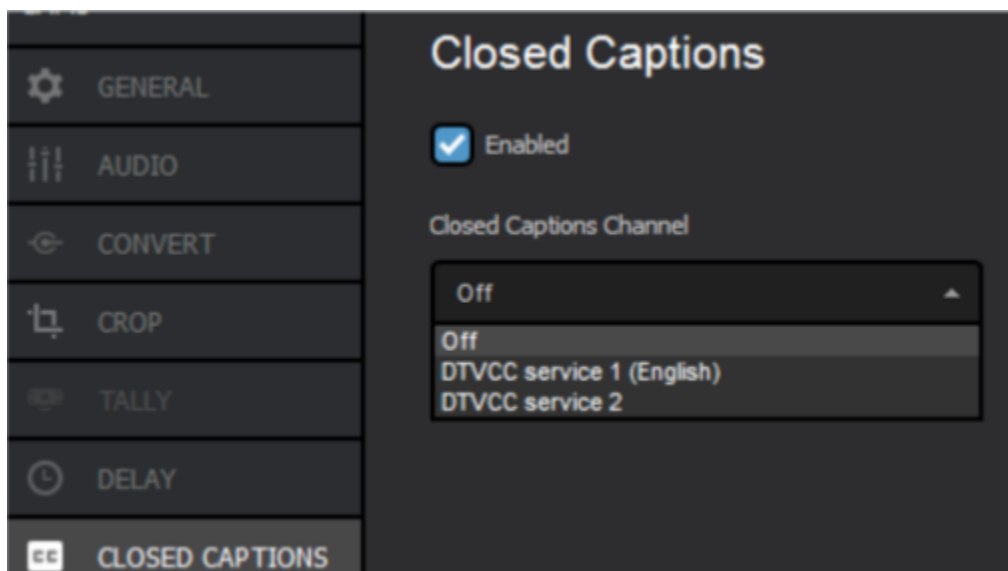 Closed Captions
GENERAL
Enabled
AUDIO
Closed Captions Channel
CONVERT
Off
CROP
Off
DTVCC service 1 (English)
DTVCC service 2
TALLY
DELAY
CC CLOSED CAPTIONS